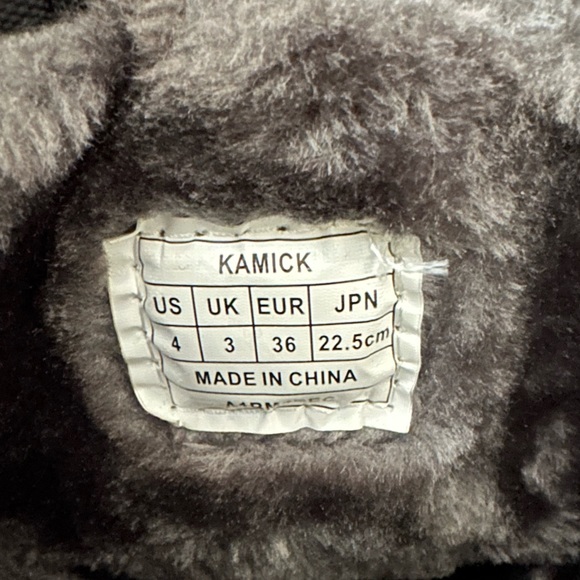 KAMICK
US UK EUR JPN
4 3 36 22.5cm
MADE IN CHINA